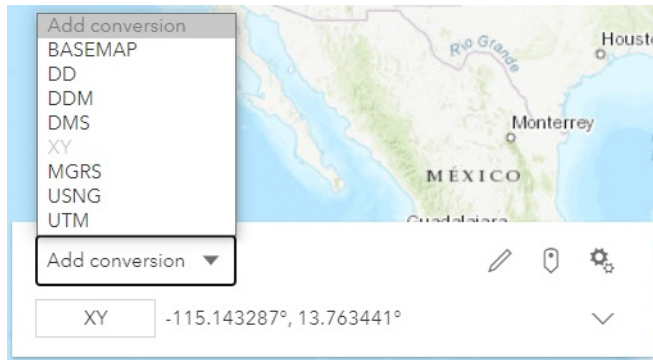 Add conversion
BASEMAP
DD
DDM
DMS
XY
MGRS
USNG
UTM
Rio Grande
Houst
Monterrey
MÉXICO
Guadalajara
Add conversion
XY
-115.143287°, 13.763441°